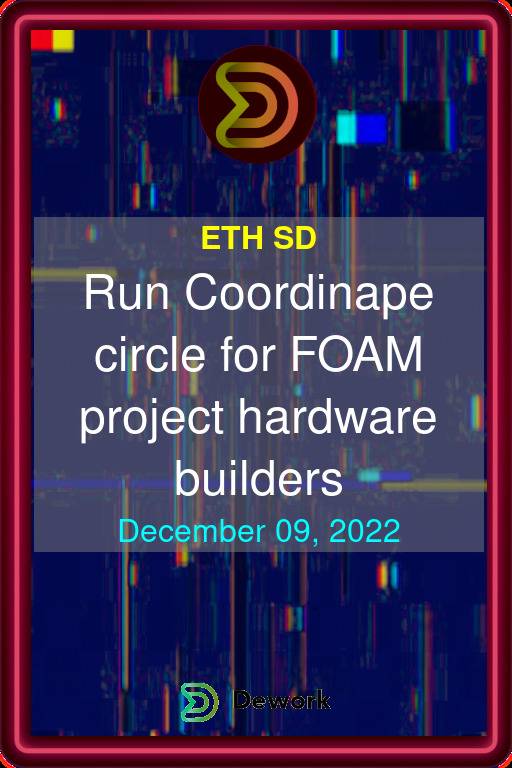 ETH SD
Run Coordinape
circle for FOAM
project hardware
builders
December 09, 2022
Dework